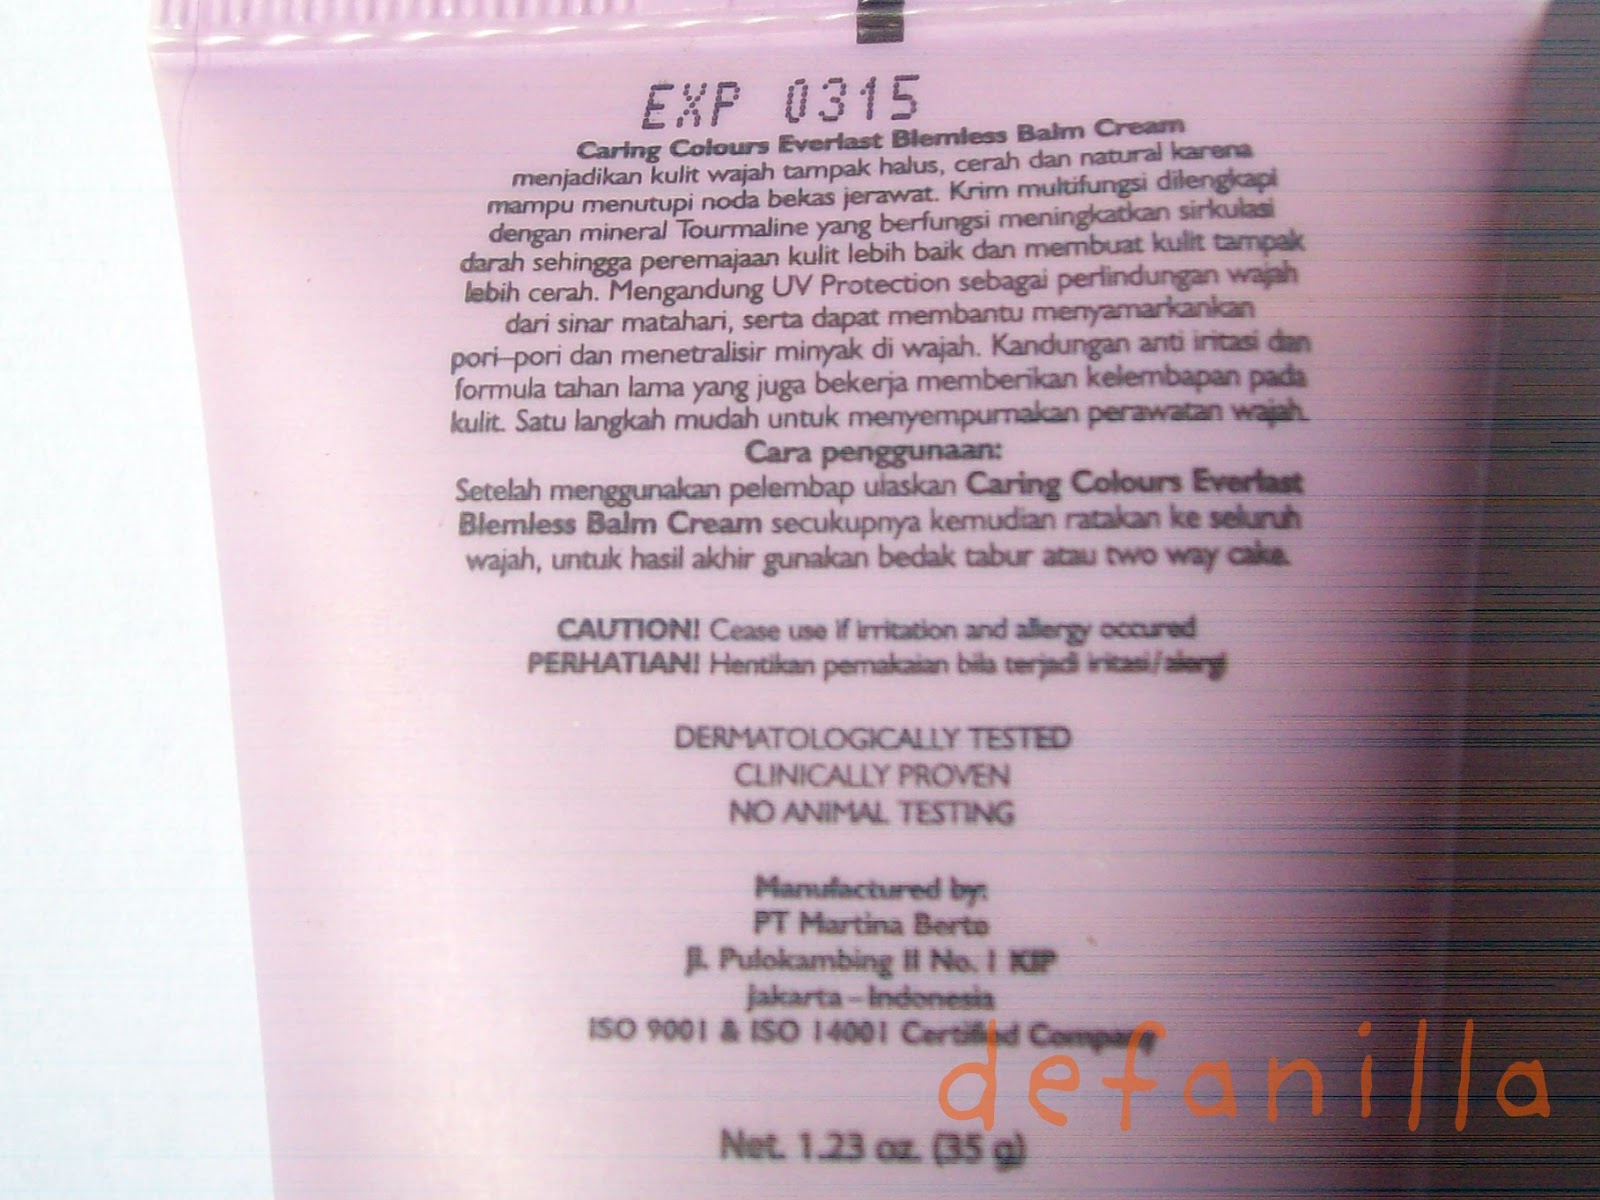 EXP 0315
Caring Colours Everlast Blemless Balm Cream
menjadikan kulit wajah tampak halus, cerah dan natural karena
mampu menutupi noda bekas jerawat. Krim multifungsi dilengkapi
dengan mineral Tourmaline yang berfungsi meningkatkan sirkulasi
darah sehingga peremajaan kulit lebih baik dan membuat kulit tampak
lebih cerah. Mengandung UV Protection sebagai perlindungan wajah
dari sinar matahari, serta dapat membantu menyamarkankan
pori-pori dan menetralisir minyak di wajah. Kandungan anti iritasi dan
formula tahan lama yang juga bekerja memberikan kelembapan pada
kulit. Satu langkah mudah untuk menyempurnakan perawatan wajah.
Cara penggunaan:
Setelah menggunakan pelembap ulaskan Caring Colours Everlast
Blemless Balm Cream secukupnya kemudian ratakan ke seluruh
wajah, untuk hasil akhir gunakan bedak tabur atau two way cake.
CAUTION! Cease use if irritation and allergy occured
PERHATIAN! Hentikan pemakaian bila terjadi iritasi/alergi
DERMATOLOGICALLY TESTED
CLINICALLY PROVEN
NO ANIMAL TESTING
Manufactured by:
PT Martina Berto
Jl. Pulokambing II No. 1 KIP
Jakarta - Indonesia
ISO 9001 & ISO 14001 Certified Company
defanilla
Net. 1.23 oz. (35 g)